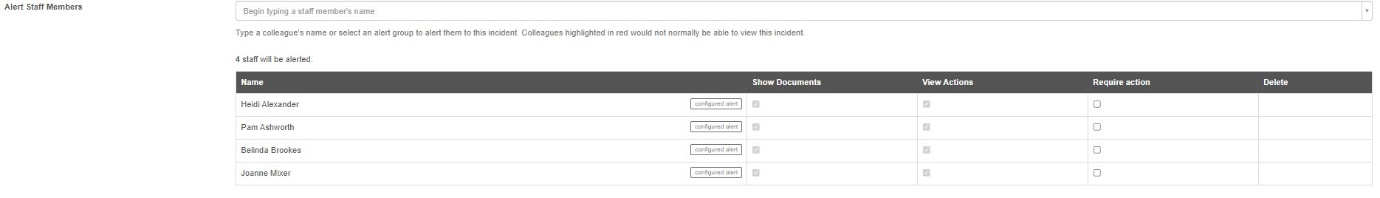 Alert Staff Members
Begin typing a staff member's name
Type a colleague's name or select an alert group to alert them to this incident. Colleagues highlighted in red would not normally be able to view this incident.
4 staff will be alerted.
Name Show Documents View Actions Require action Delete
Heidi Alexander configured alert
Pam Ashworth configured alert
Belinda Brookes configured alert
Joanne Mixer configured alert